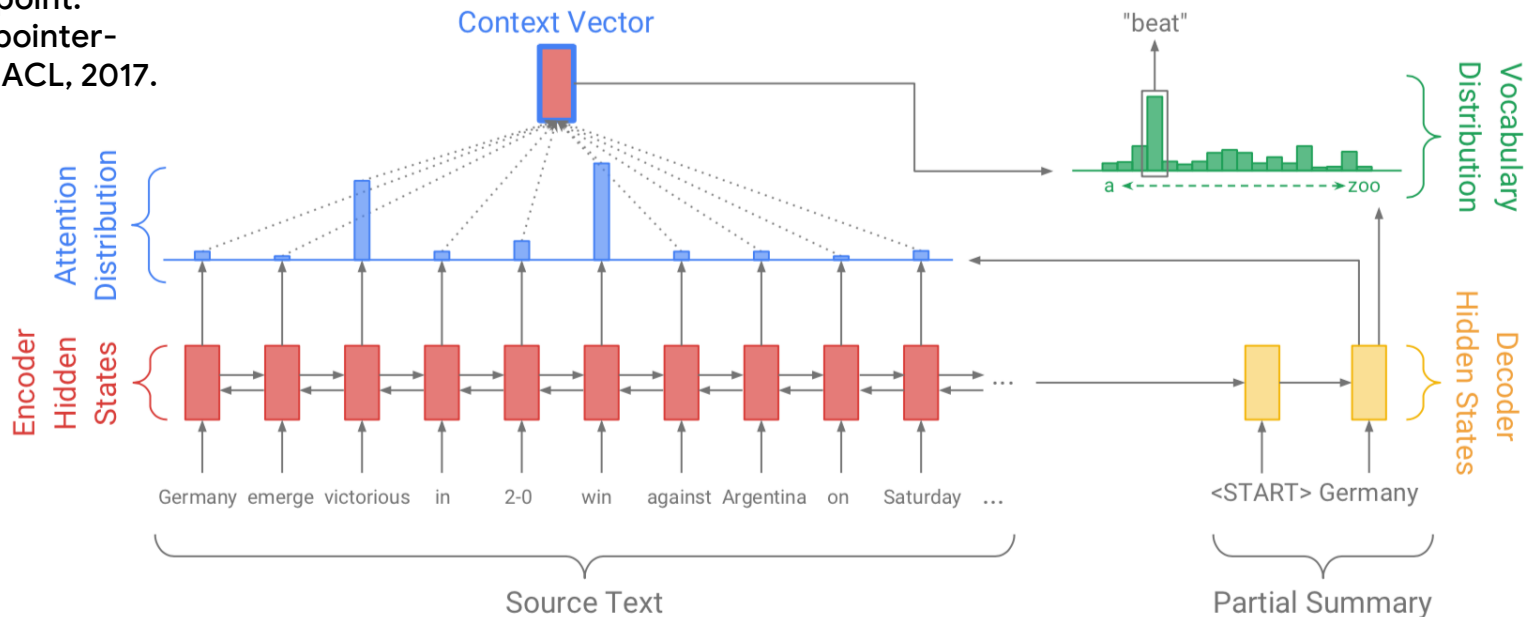 point.
pointer-
ACL, 2017.
Context Vector
"beat"
a
zoo
Vocabulary
Distribution
Attention
Distribution
Encoder
Hidden
States
...
Decoder
Hidden States
Germany emerge victorious in 2-0 win against Argentina on Saturday ...
<START> Germany
Source Text
Partial Summary